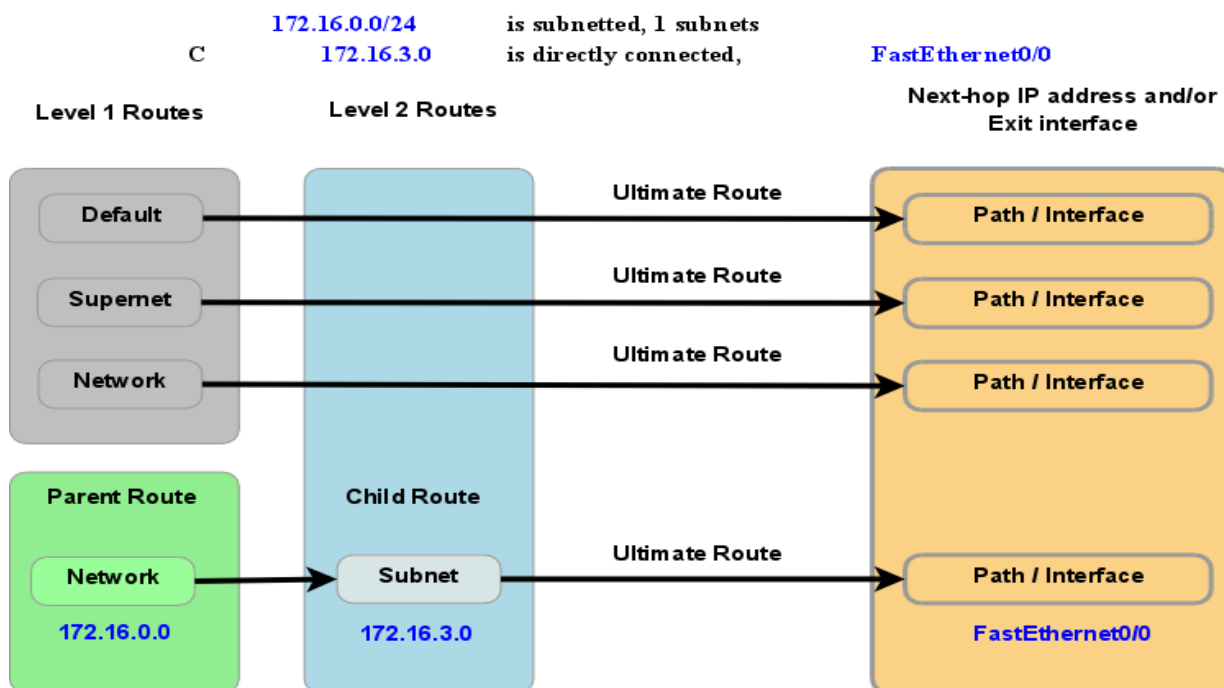 172.16.0.0/24 is subnetted, 1 subnets
C 172.16.3.0 is directly connected, FastEthernet0/0
Level 1 Routes
Level 2 Routes
Next-hop IP address and/or
Exit interface
Default
Ultimate Route
Path / Interface
Supernet
Ultimate Route
Path / Interface
Network
Ultimate Route
Path / Interface
Parent Route
Child Route
Network
Subnet
Ultimate Route
Path / Interface
172.16.0.0
172.16.3.0
FastEthernet0/0